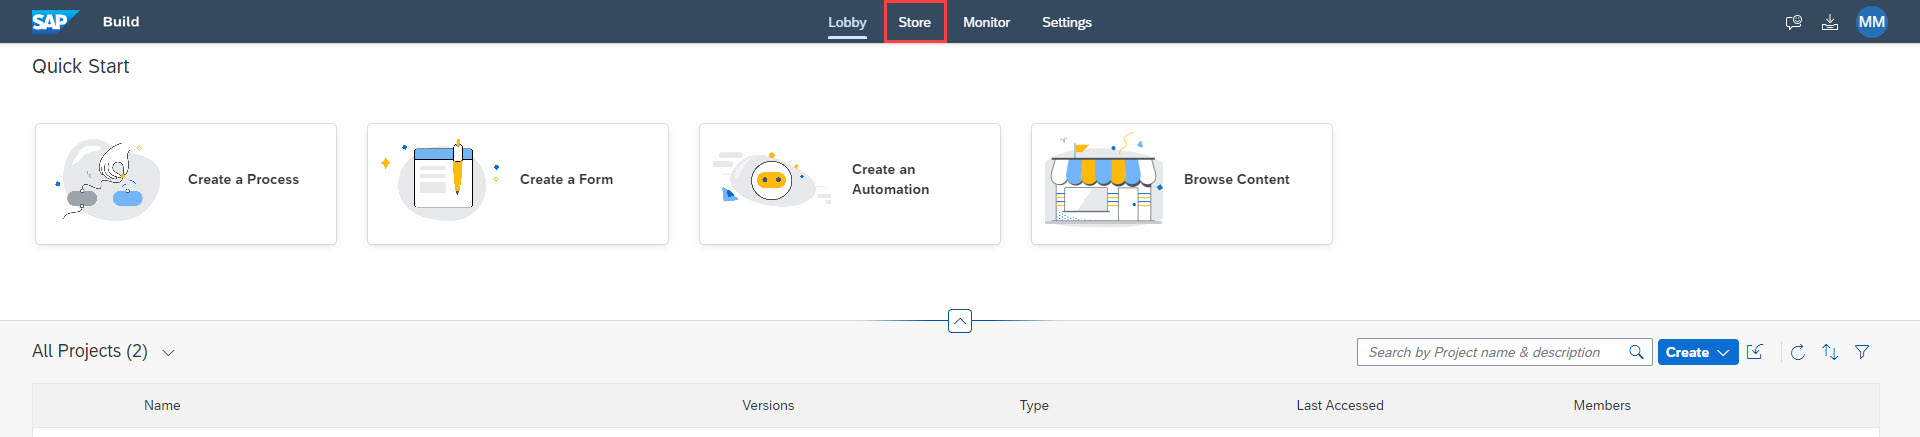 SAP Build Lobby Store Monitor Settings MM
Quick Start
Create a Process
Create a Form
Create an
Automation
Browse Content
All Projects (2)
Search by Project name & description
Create
Name Versions Type Last Accessed Members